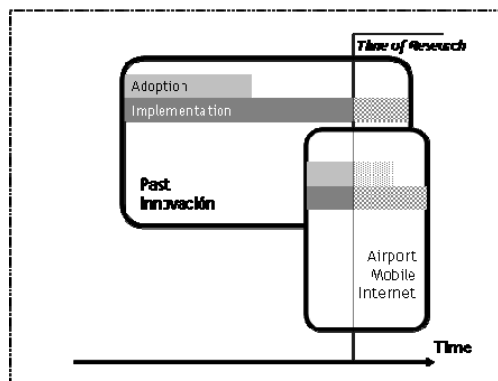 Time of Research
Adoption
Implementation
Past
Innovación
Airport
Mobile
Internet
Time